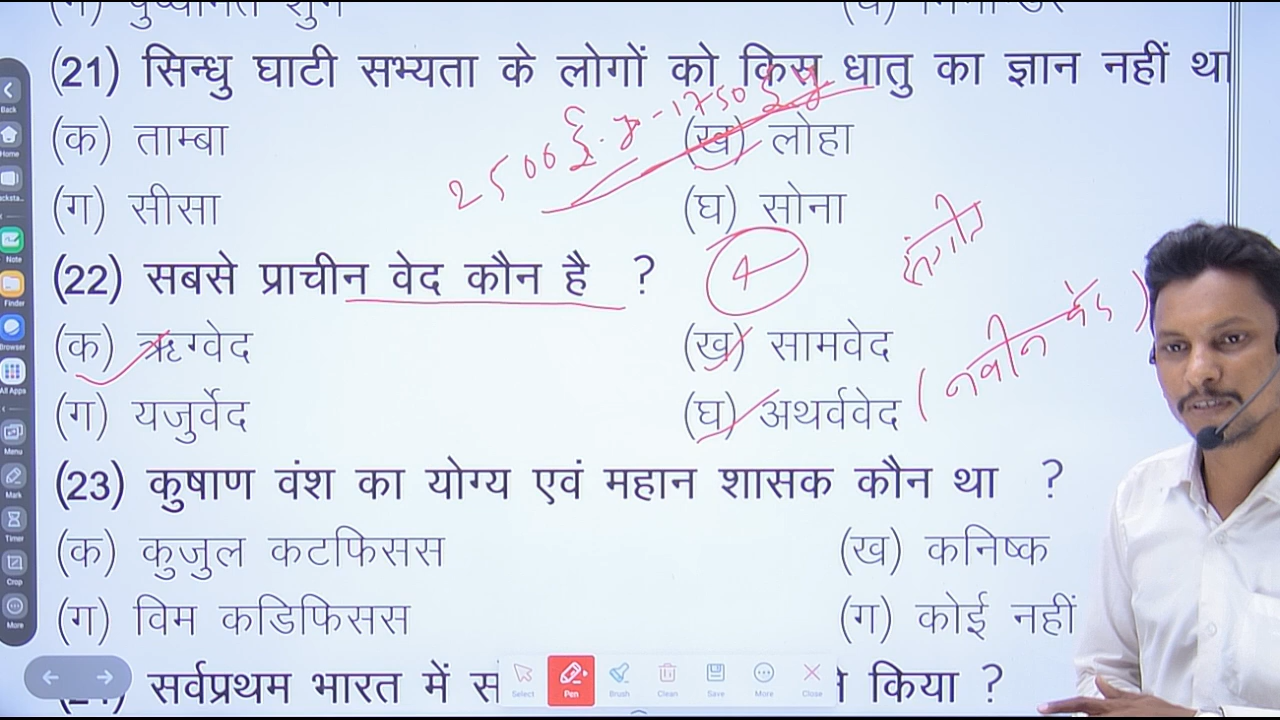 (21) सिन्धु घाटी सभ्यता के लोगों को किस धातु का ज्ञान नहीं था
(क) ताम्बा (ख) लोहा
2500 ई.पू - 1750 ई पू
(ग) सीसा (घ) सोना
संगीत
(22) सबसे प्राचीन वेद कौन है ? 4
(क) ऋग्वेद (ख) सामवेद
(ग) यजुर्वेद (घ) अथर्ववेद (नवीन वेद)
(23) कुषाण वंश का योग्य एवं महान शासक कौन था ?
(क) कुजुल कटफिसस (ख) कनिष्क
(ग) विम कडिफिसस (ग) कोई नहीं
सर्वप्रथम भारत में किया ?
Back
Home
Note
Finder
Browser
All Apps
Menu
Mark
Timer
Crop
More
Select Pen Brush Clean Save More Close